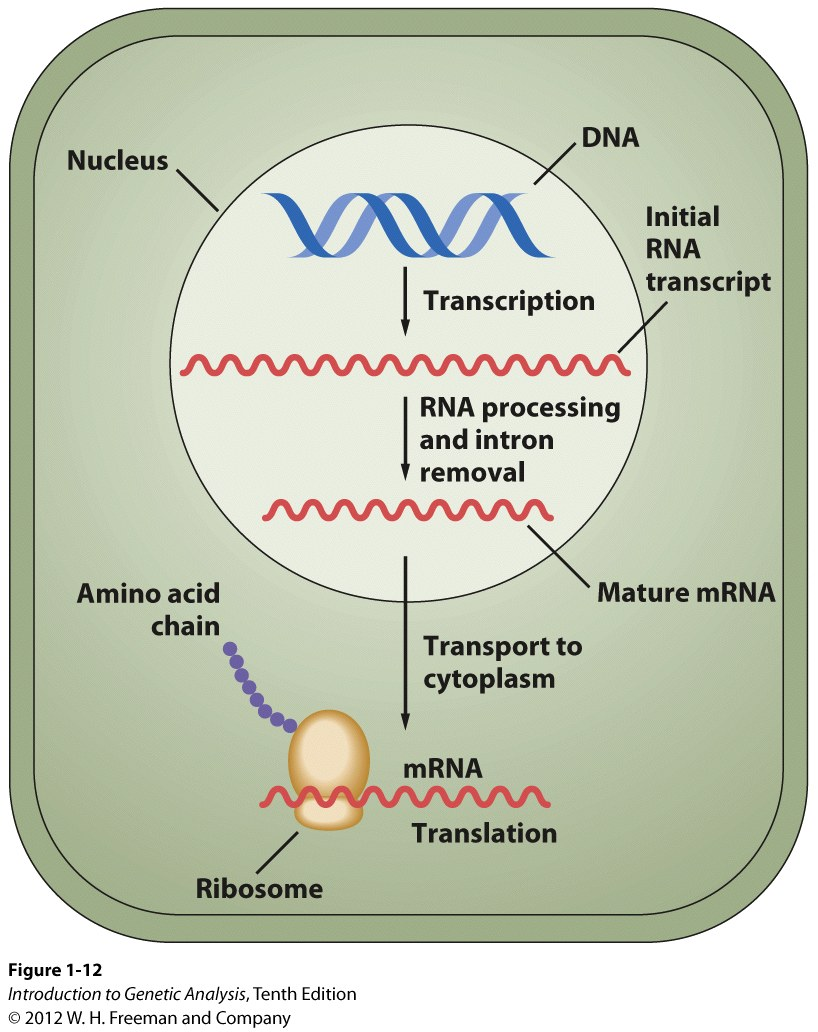 Nucleus
DNA
Initial
RNA
transcript
Transcription
RNA processing
and intron
removal
Mature mRNA
Amino acid
chain
Transport to
cytoplasm
mRNA
Translation
Ribosome
Figure 1-12
Introduction to Genetic Analysis, Tenth Edition
© 2012 W. H. Freeman and Company